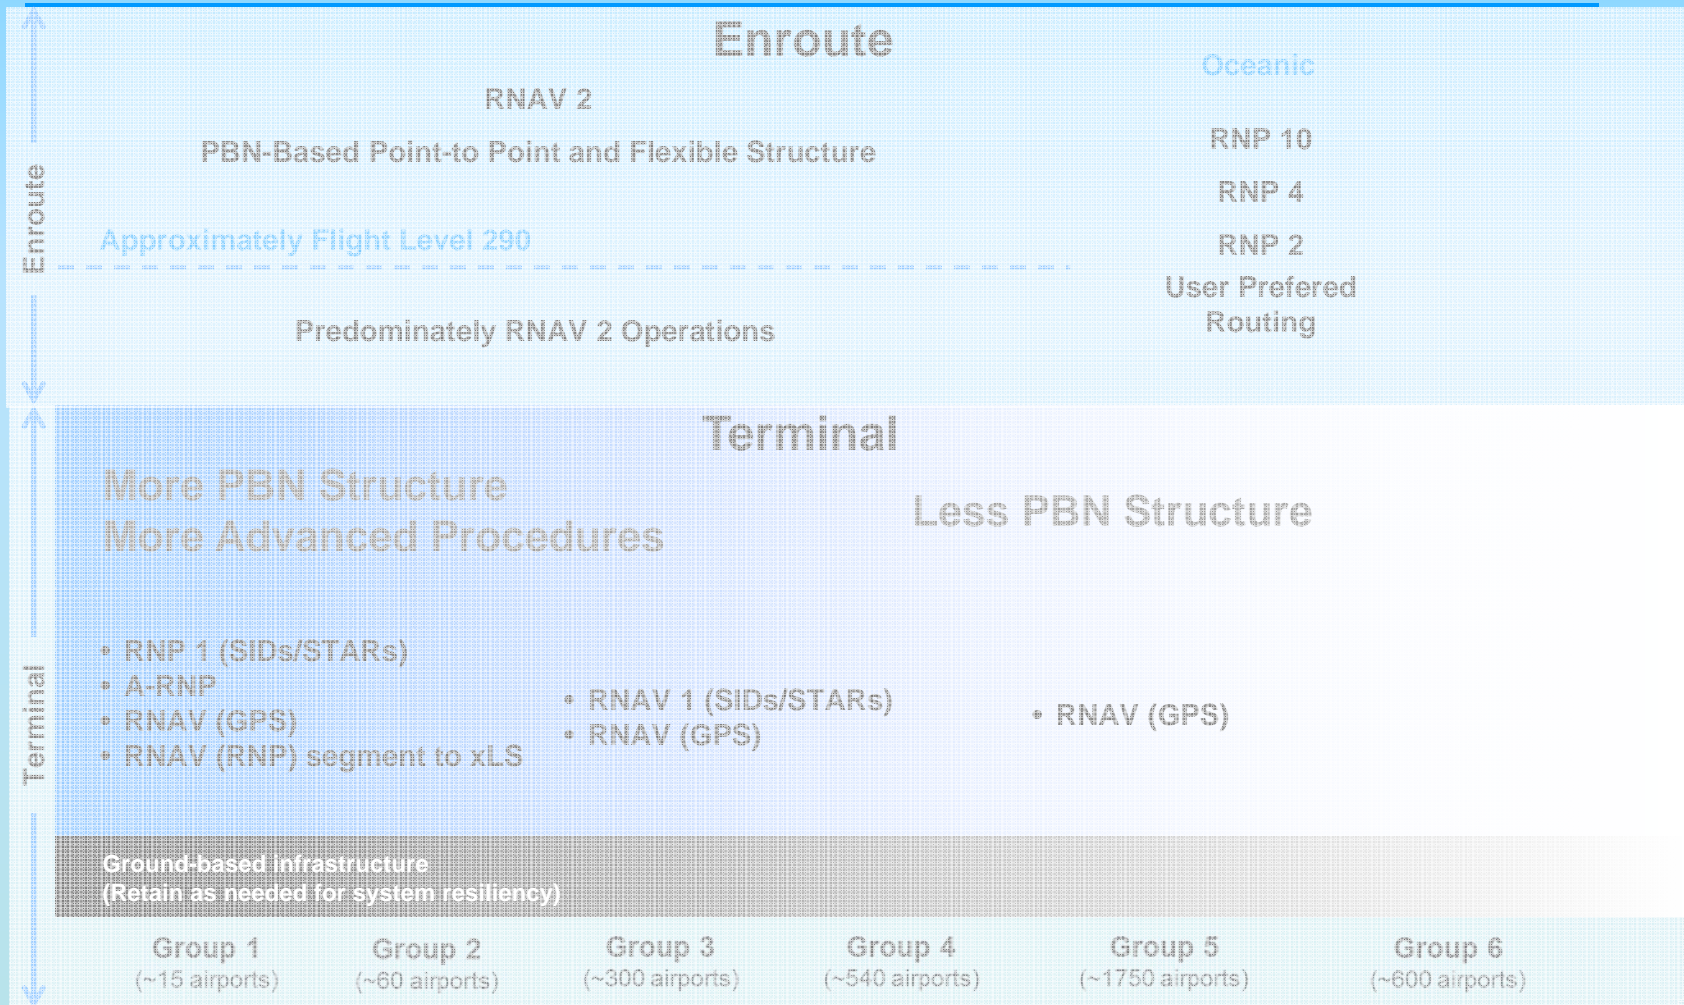 Enroute
Oceanic
RNAV 2
RNP 10
PBN-Based Point-to Point and Flexible Structure
RNP 4
Enroute
Approximately Flight Level 290
RNP 2
User Prefered
Routing
Predominately RNAV 2 Operations
Terminal
More PBN Structure
More Advanced Procedures
Less PBN Structure
Terminal
• RNP 1 (SIDs/STARs)
• A-RNP
• RNAV (GPS)
• RNAV (RNP) segment to xLS
• RNAV 1 (SIDs/STARs)
• RNAV (GPS)
• RNAV (GPS)
Ground-based infrastructure
(Retain as needed for system resiliency)
Group 1
(~15 airports)
Group 2
(~60 airports)
Group 3
(~300 airports)
Group 4
(~540 airports)
Group 5
(~1750 airports)
Group 6
(~600 airports)